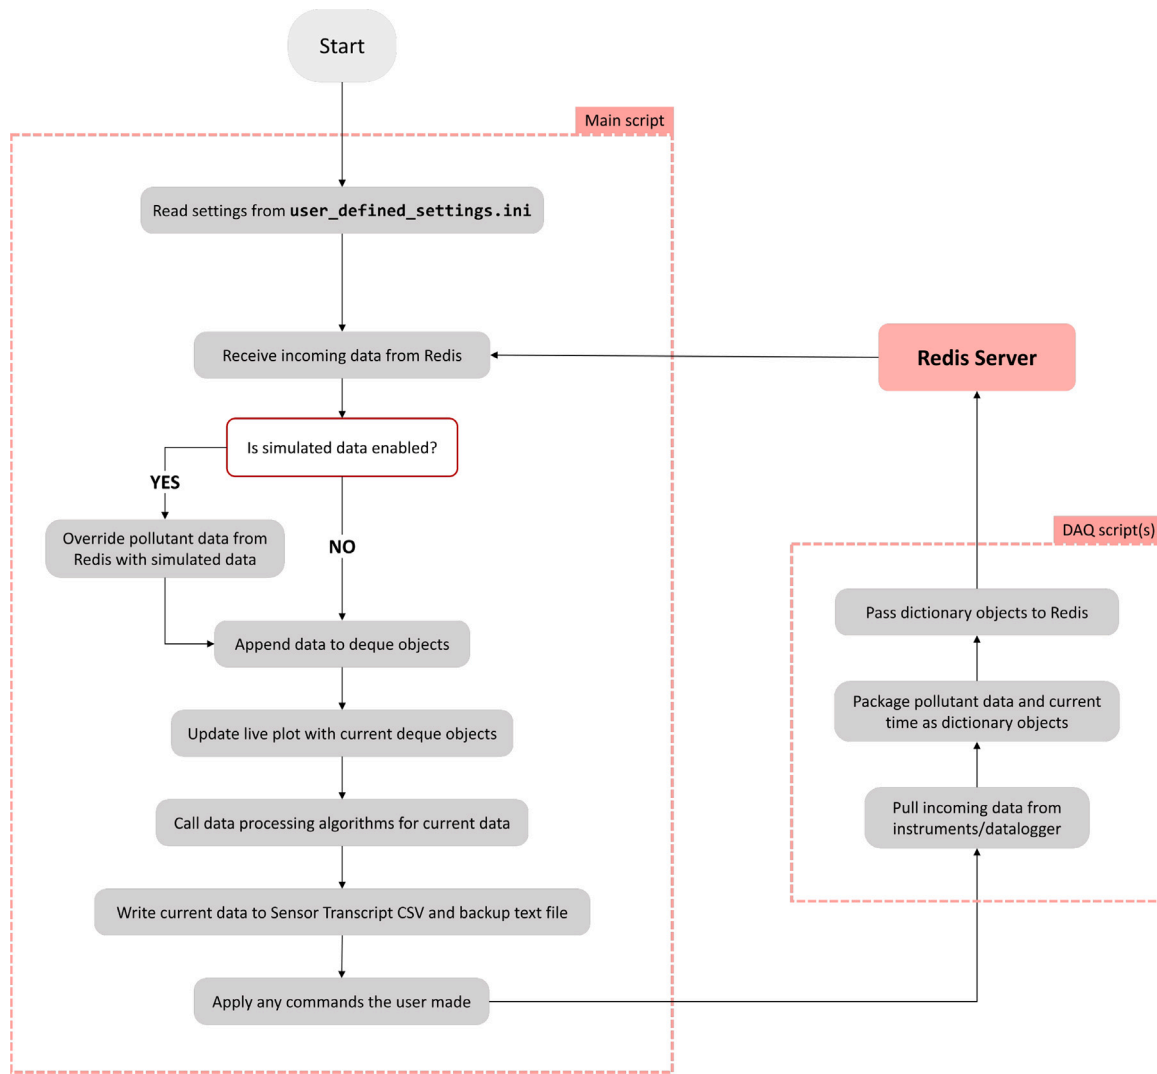 Start
Main script
Read settings from user_defined_settings.ini
Receive incoming data from Redis
Redis Server
Is simulated data enabled?
YES
NO
Override pollutant data from
Redis with simulated data
Append data to deque objects
Update live plot with current deque objects
Call data processing algorithms for current data
Write current data to Sensor Transcript CSV and backup text file
Apply any commands the user made
DAQ script(s)
Pass dictionary objects to Redis
Package pollutant data and current
time as dictionary objects
Pull incoming data from
instruments/datalogger